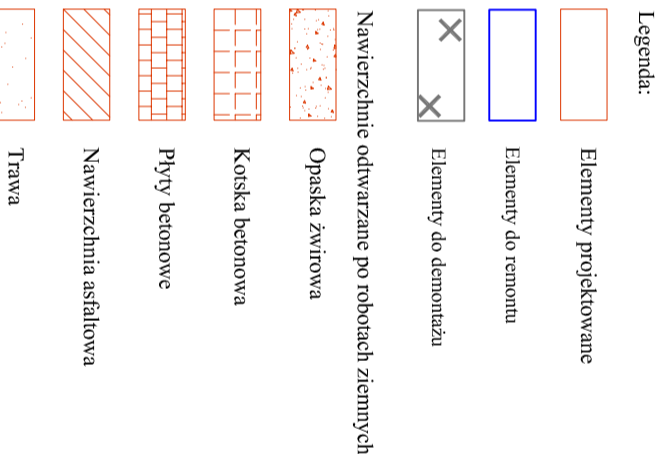 Legenda:
Elementy projektowane
Elementy do remontu
Elementy do demontażu
Nawierzchnie odtwarzane po robotach ziemnych
Opaska żwirowa
Kotska betonowa
Płyty betonowe
Nawierzchnia asfaltowa
Trawa